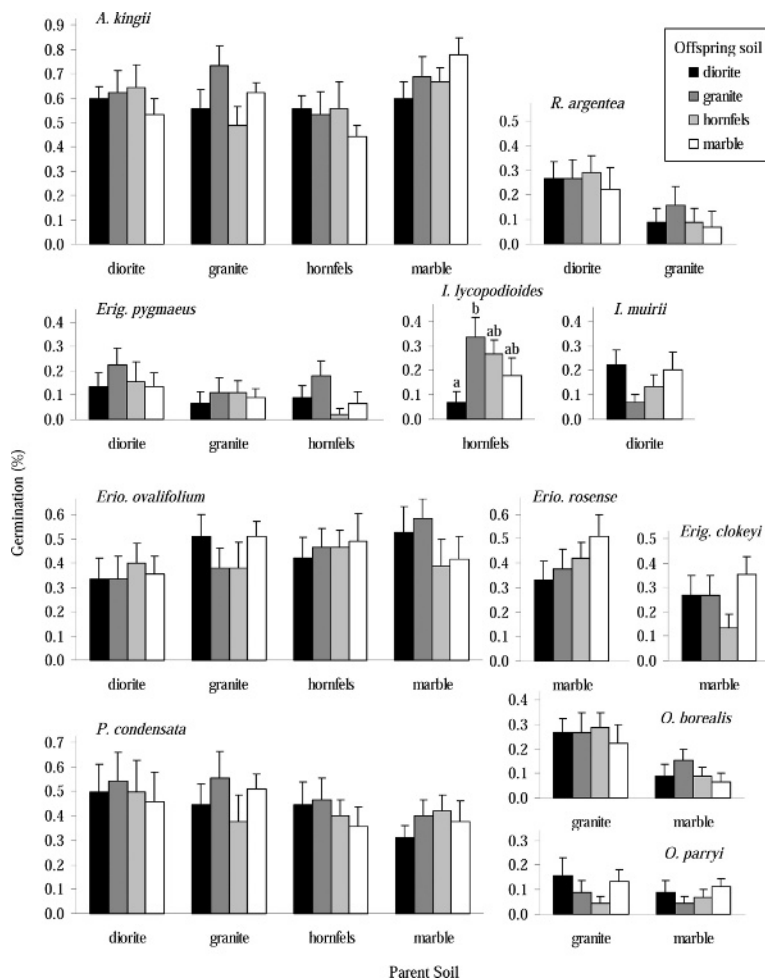 A. kingii
0.9
0.8
0.7
0.6
0.5
0.4
0.3
0.2
0.1
0.0
diorite granite hornfels marble
Offspring soil
diorite
granite
hornfels
marble
R. argentea
0.5
0.4
0.3
0.2
0.1
0.0
diorite granite
Erig. pygmaeus
0.4
0.3
0.2
0.1
0.0
diorite granite hornfels
I. lycopodioides
0.4
0.3
0.2
0.1
0.0
a b ab ab
hornfels
I. muirii
0.4
0.3
0.2
0.1
0.0
diorite
Germination (%)
Erio. ovalifolium
0.6
0.5
0.4
0.3
0.2
0.1
0.0
diorite granite hornfels marble
Erio. rosense
0.6
0.5
0.4
0.3
0.2
0.1
0.0
marble
Erig. clokeyi
0.5
0.4
0.3
0.2
0.1
0.0
marble
P. condensata
0.7
0.6
0.5
0.4
0.3
0.2
0.1
0.0
diorite granite hornfels marble
O. borealis
0.4
0.3
0.2
0.1
0.0
granite marble
O. parryi
0.3
0.2
0.1
0.0
granite marble
Parent Soil